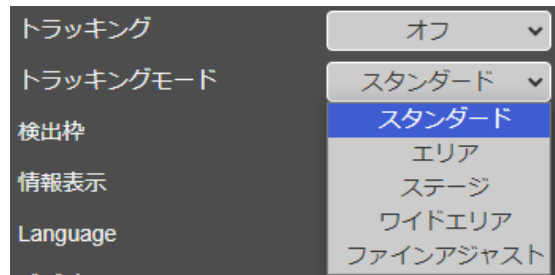 トラッキング オフ
トラッキングモード スタンダード
検出枠 スタンダード
エリア
情報表示 ステージ
Language ワイドエリア
ファインアジャスト